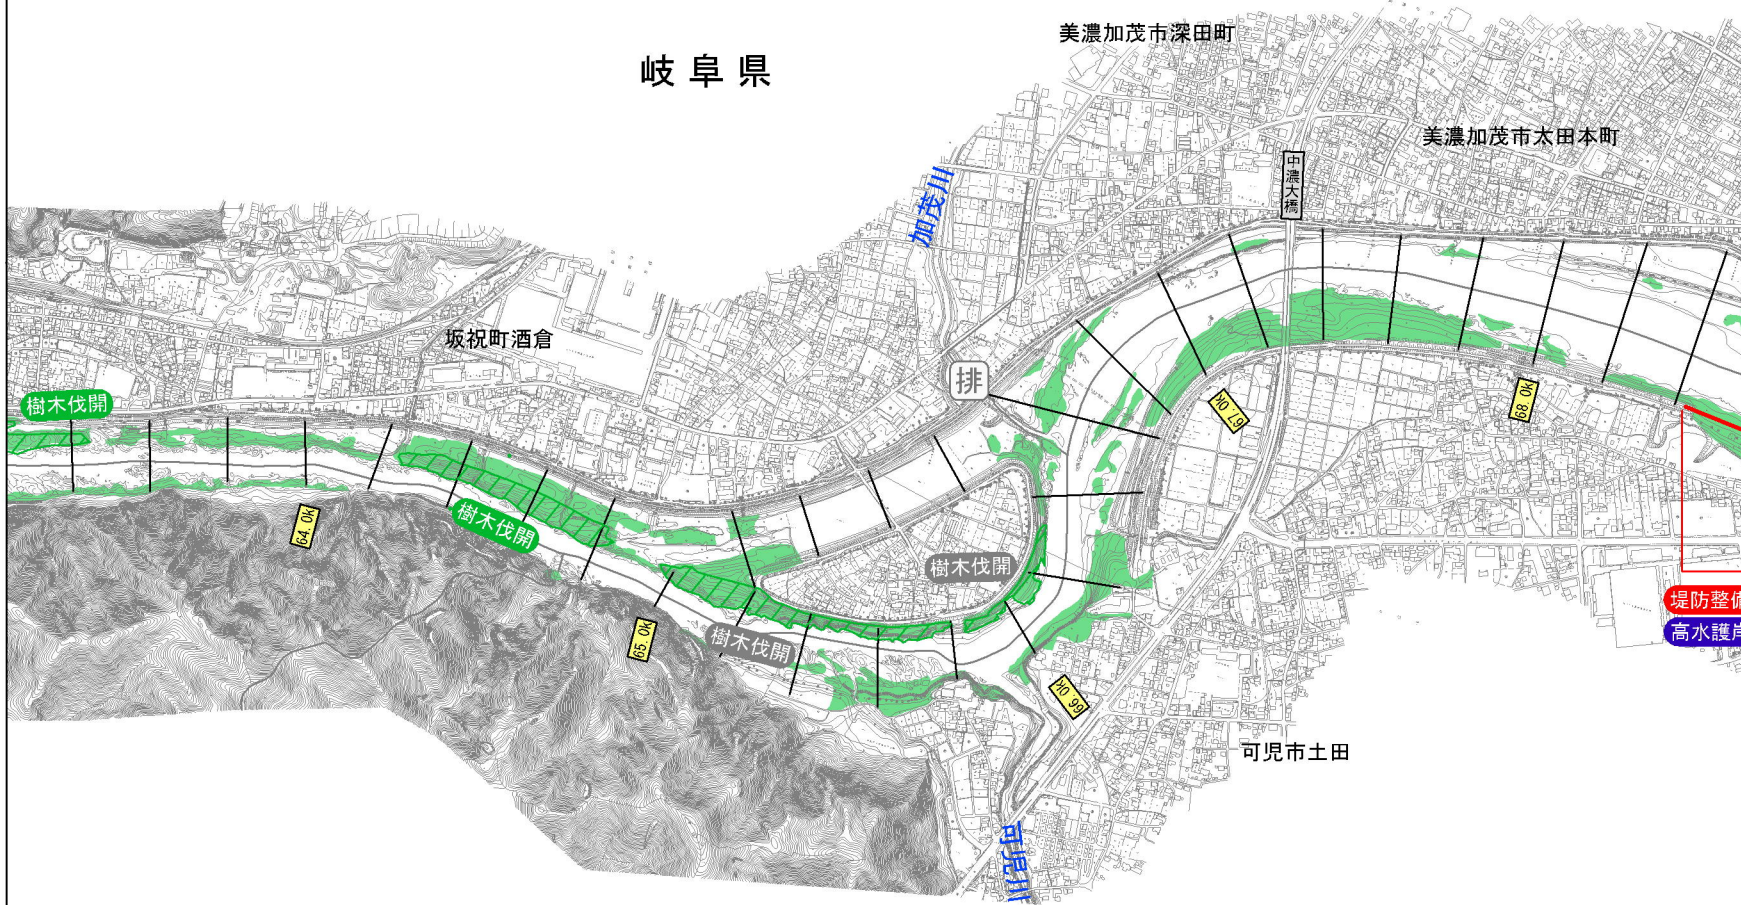 岐阜県
美濃加茂市深田町
美濃加茂市太田本町
中濃大橋
加茂川
坂祝町酒倉
排
樹木伐開
67.0k
68.0k
樹木伐開
64.0k
樹木伐開
堤防整備
高水護岸
65.0k
樹木伐開
66.0k
可児市土田
可児川